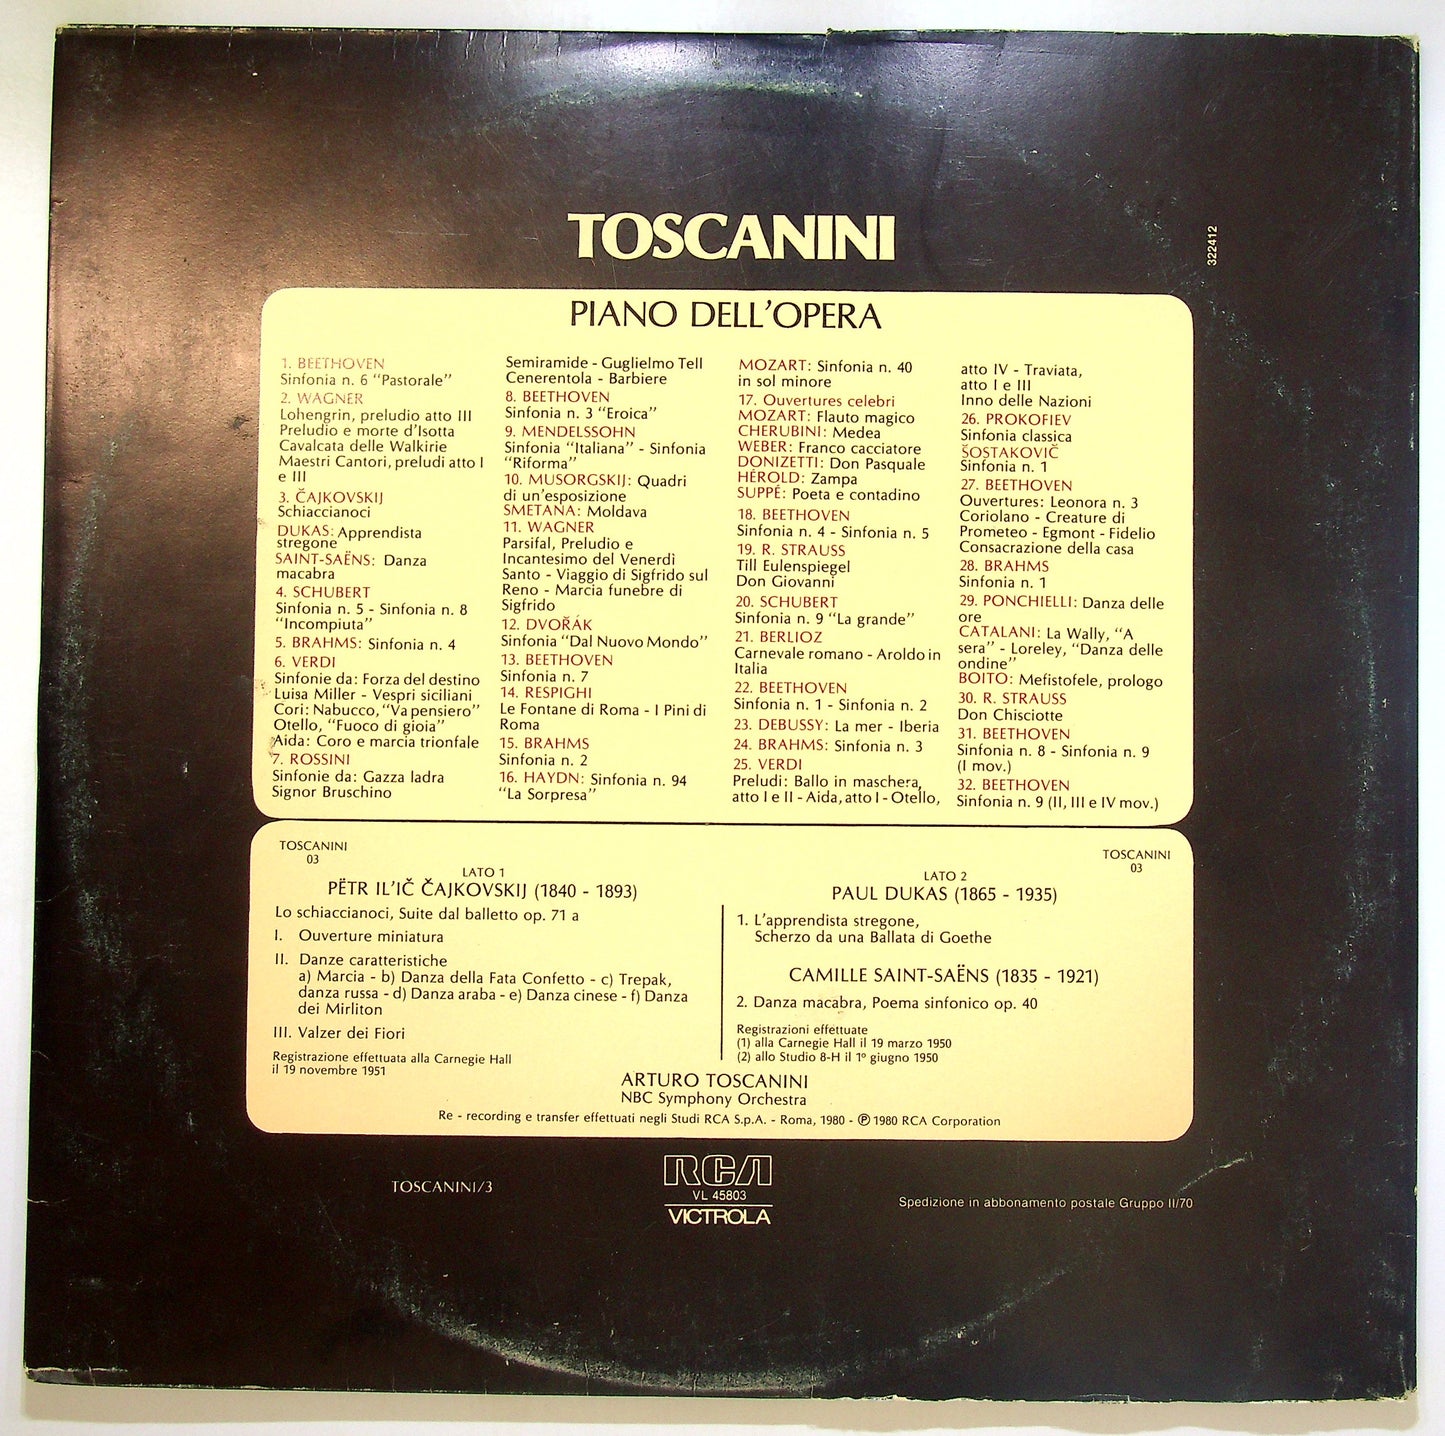 TOSCANINI
322412
PIANO DELL'OPERA
1. BEETHOVEN
Sinfonia n. 6 "Pastorale"
2. WAGNER
Lohengrin, preludio atto III
Preludio e morte d'Isotta
Cavalcata delle Walkirie
Maestri Cantori, preludi atto I
e III
3. ČAJKOVSKIJ
Schiaccianoci
DUKAS: Apprendista
stregone
SAINT-SAËNS: Danza
macabra
4. SCHUBERT
Sinfonia n. 5 - Sinfonia n. 8
"Incompiuta"
5. BRAHMS: Sinfonia n. 4
6. VERDI
Sinfonie da: Forza del destino
Luisa Miller - Vespri siciliani
Cori: Nabucco, "Va pensiero"
Otello, "Fuoco di gioia"
Aida: Coro e marcia trionfale
7. ROSSINI
Sinfonie da: Gazza ladra
Signor Bruschino
Semiramide - Guglielmo Tell
Cenerentola - Barbiere
8. BEETHOVEN
Sinfonia n. 3 "Eroica"
9. MENDELSSOHN
Sinfonia "Italiana" - Sinfonia
"Riforma"
10. MUSORGSKIJ: Quadri
di un'esposizione
SMETANA: Moldava
11. WAGNER
Parsifal, Preludio e
Incantesimo del Venerdì
Santo - Viaggio di Sigfrido sul
Reno - Marcia funebre di
Sigfrido
12. DVOŘÁK
Sinfonia "Dal Nuovo Mondo"
13. BEETHOVEN
Sinfonia n. 7
14. RESPIGHI
Le Fontane di Roma - I Pini di
Roma
15. BRAHMS
Sinfonia n. 2
16. HAYDN: Sinfonia n. 94
"La Sorpresa"
MOZART: Sinfonia n. 40
in sol minore
17. Ouvertures celebri
MOZART: Flauto magico
CHERUBINI: Medea
WEBER: Franco cacciatore
DONIZETTI: Don Pasquale
HÉROLD: Zampa
SUPPÉ: Poeta e contadino
18. BEETHOVEN
Sinfonia n. 4 - Sinfonia n. 5
19. R. STRAUSS
Till Eulenspiegel
Don Giovanni
20. SCHUBERT
Sinfonia n. 9 "La grande"
21. BERLIOZ
Carnevale romano - Aroldo in
Italia
22. BEETHOVEN
Sinfonia n. 1 - Sinfonia n. 2
23. DEBUSSY: La mer - Iberia
24. BRAHMS: Sinfonia n. 3
25. VERDI
Preludi: Ballo in maschera,
atto I e II - Aida, atto I - Otello,
atto IV - Traviata,
atto I e III
Inno delle Nazioni
26. PROKOFIEV
Sinfonia classica
ŠOSTAKOVIČ
Sinfonia n. 1
27. BEETHOVEN
Ouvertures: Leonora n. 3
Coriolano - Creature di
Prometeo - Egmont - Fidelio
Consacrazione della casa
28. BRAHMS
Sinfonia n. 1
29. PONCHIELLI: Danza delle
ore
CATALANI: La Wally, "A
sera" - Loreley, "Danza delle
ondine"
BOITO: Mefistofele, prologo
30. R. STRAUSS
Don Chisciotte
31. BEETHOVEN
Sinfonia n. 8 - Sinfonia n. 9
(I mov.)
32. BEETHOVEN
Sinfonia n. 9 (II, III e IV mov.)
TOSCANINI
03
LATO 1
PËTR IL'IČ ČAJKOVSKIJ (1840 - 1893)
Lo schiaccianoci, Suite dal balletto op. 71 a
I. Ouverture miniatura
II. Danze caratteristiche
a) Marcia - b) Danza della Fata Confetto - c) Trepak,
danza russa - d) Danza araba - e) Danza cinese - f) Danza
dei Mirliton
III. Valzer dei Fiori
Registrazione effettuata alla Carnegie Hall
il 19 novembre 1951
TOSCANINI
03
LATO 2
PAUL DUKAS (1865 - 1935)
1. L'apprendista stregone,
Scherzo da una Ballata di Goethe
CAMILLE SAINT-SAËNS (1835 - 1921)
2. Danza macabra, Poema sinfonico op. 40
Registrazioni effettuate
(1) alla Carnegie Hall il 19 marzo 1950
(2) allo Studio 8-H il 1º giugno 1950
ARTURO TOSCANINI
NBC Symphony Orchestra
Re - recording e transfer effettuati negli Studi RCA S.p.A. - Roma, 1980 - ℗ 1980 RCA Corporation
TOSCANINI/3
RCA
VL 45803
VICTROLA
Spedizione in abbonamento postale Gruppo II/70